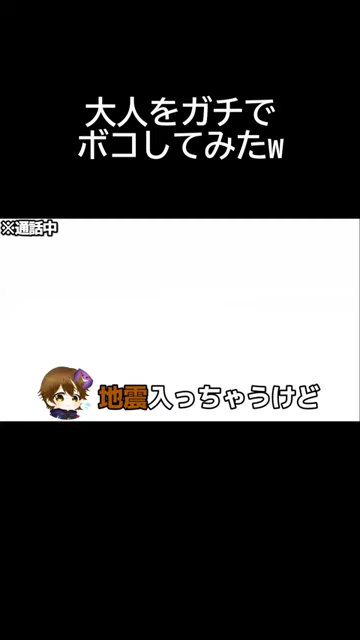 大人をガチで
ボコしてみたw
※通話中
地震入っちゃうけど